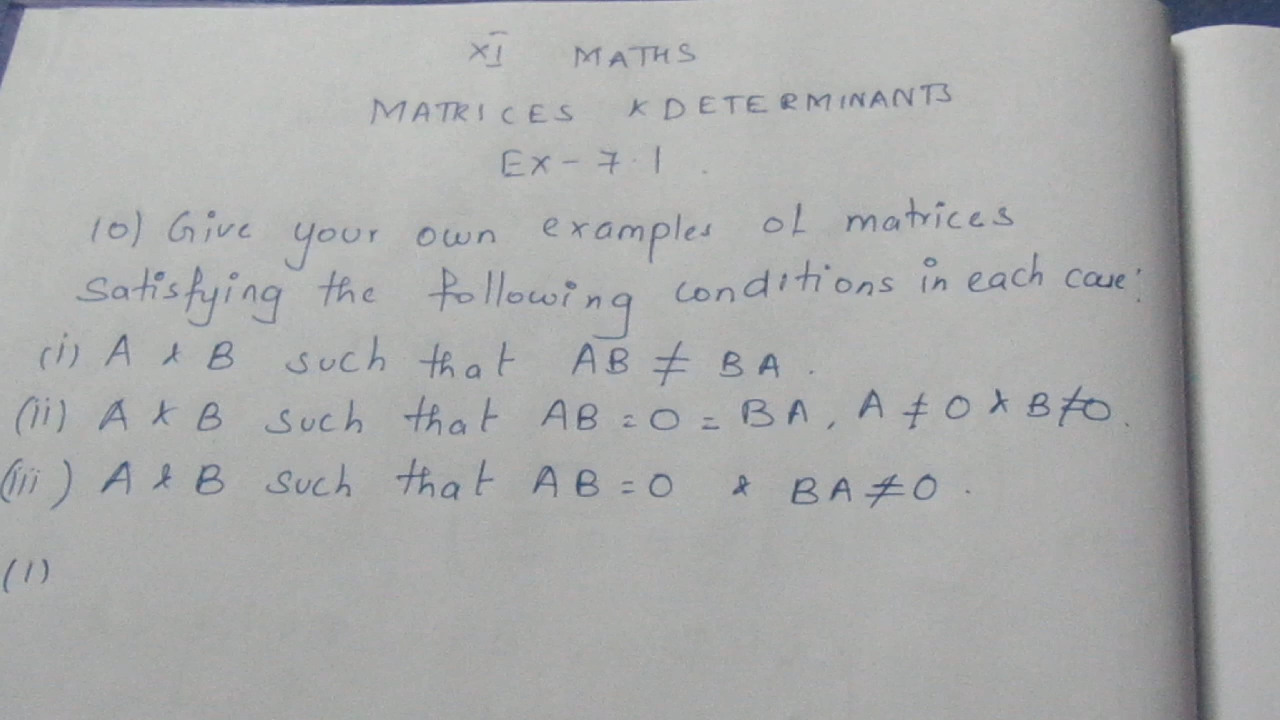 XI MATHS
MATRICES & DETERMINANTS
Ex - 7.1.
10) Give your own examples of matrices
satisfying the following conditions in each case:
(i) A & B such that AB ≠ BA.
(ii) A & B such that AB = 0 = BA, A ≠ 0 & B ≠ 0.
(iii) A & B such that AB = 0 & BA ≠ 0.
(1)